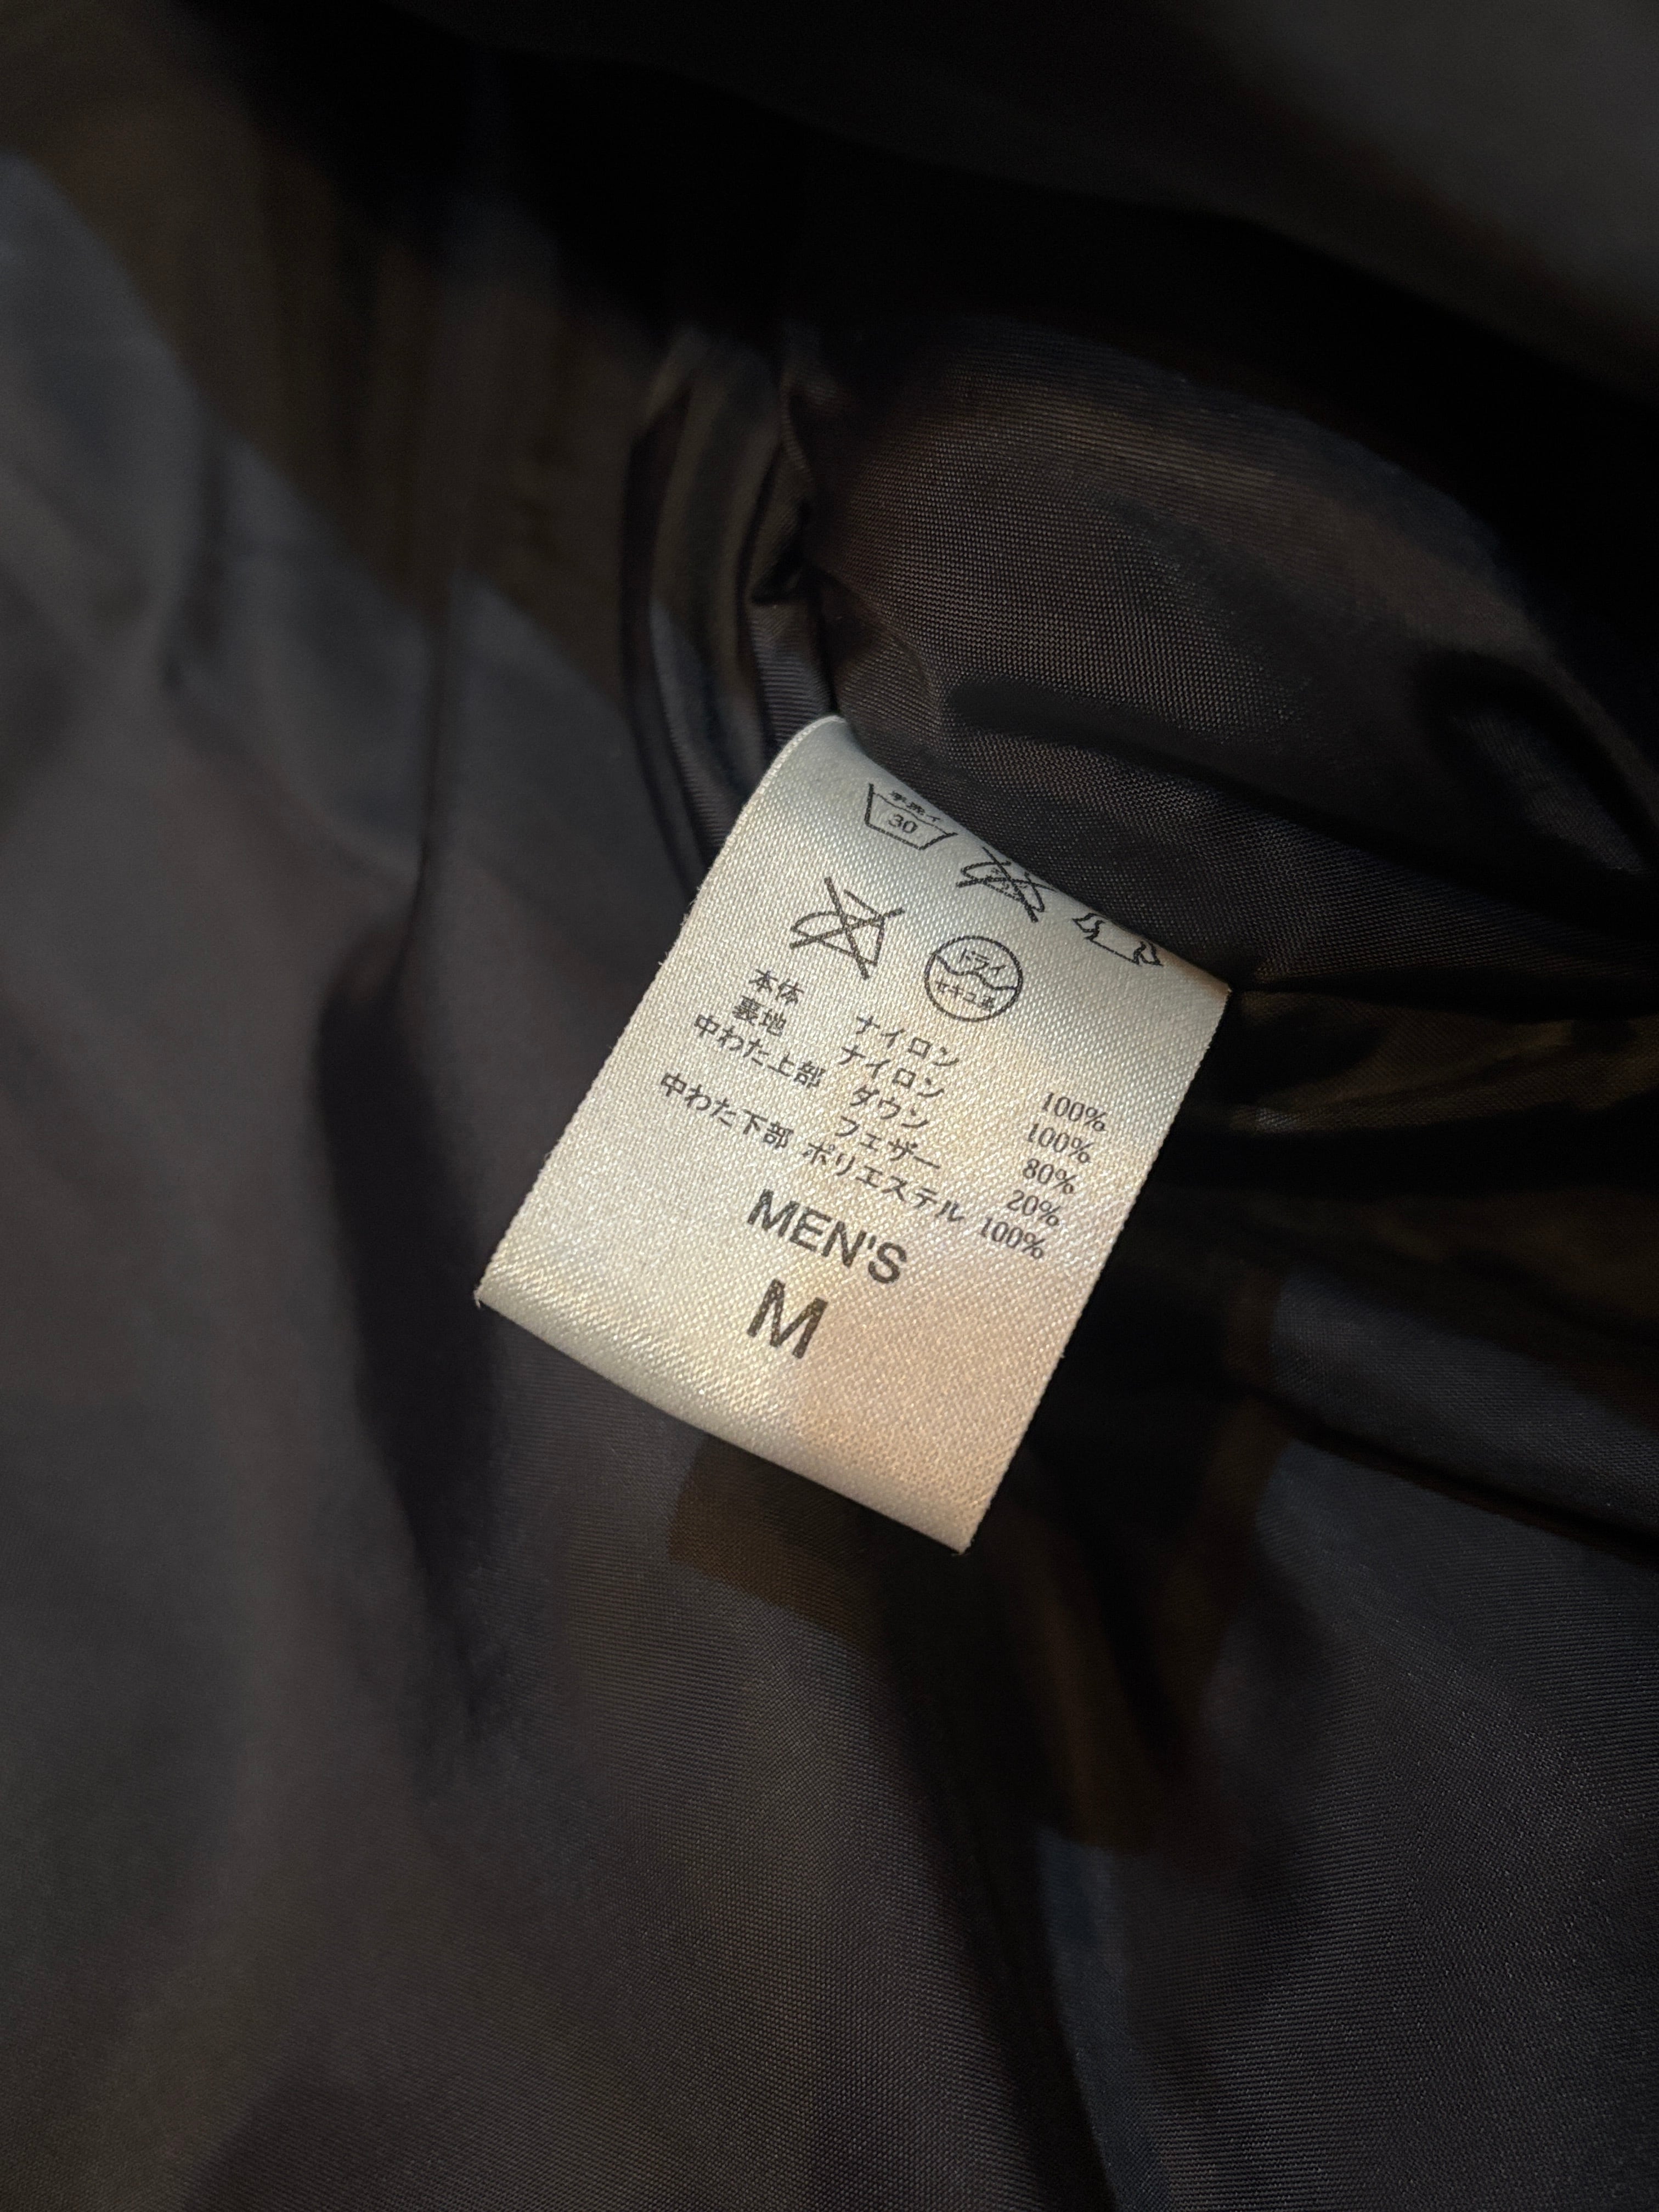 手洗イ
30
ドライ
セキユ系
本体 ナイロン 100%
裏地 ナイロン 100%
中わた上部 ダウン 80%
フェザー 20%
中わた下部 ポリエステル 100%
MEN'S
M